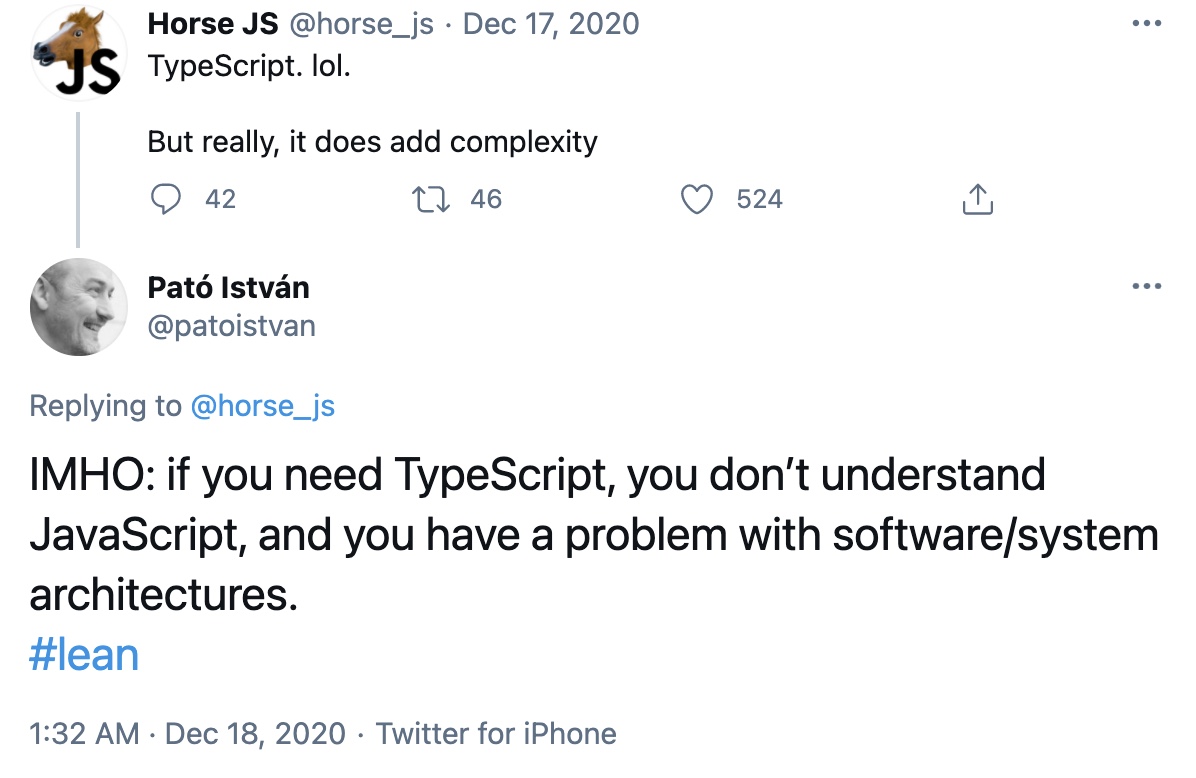 Horse JS @horse_js · Dec 17, 2020 ···
JS
TypeScript. lol.
But really, it does add complexity
42 46 524
Pató István ···
@patoistvan
Replying to @horse_js
IMHO: if you need TypeScript, you don’t understand
JavaScript, and you have a problem with software/system
architectures.
#lean
1:32 AM · Dec 18, 2020 · Twitter for iPhone